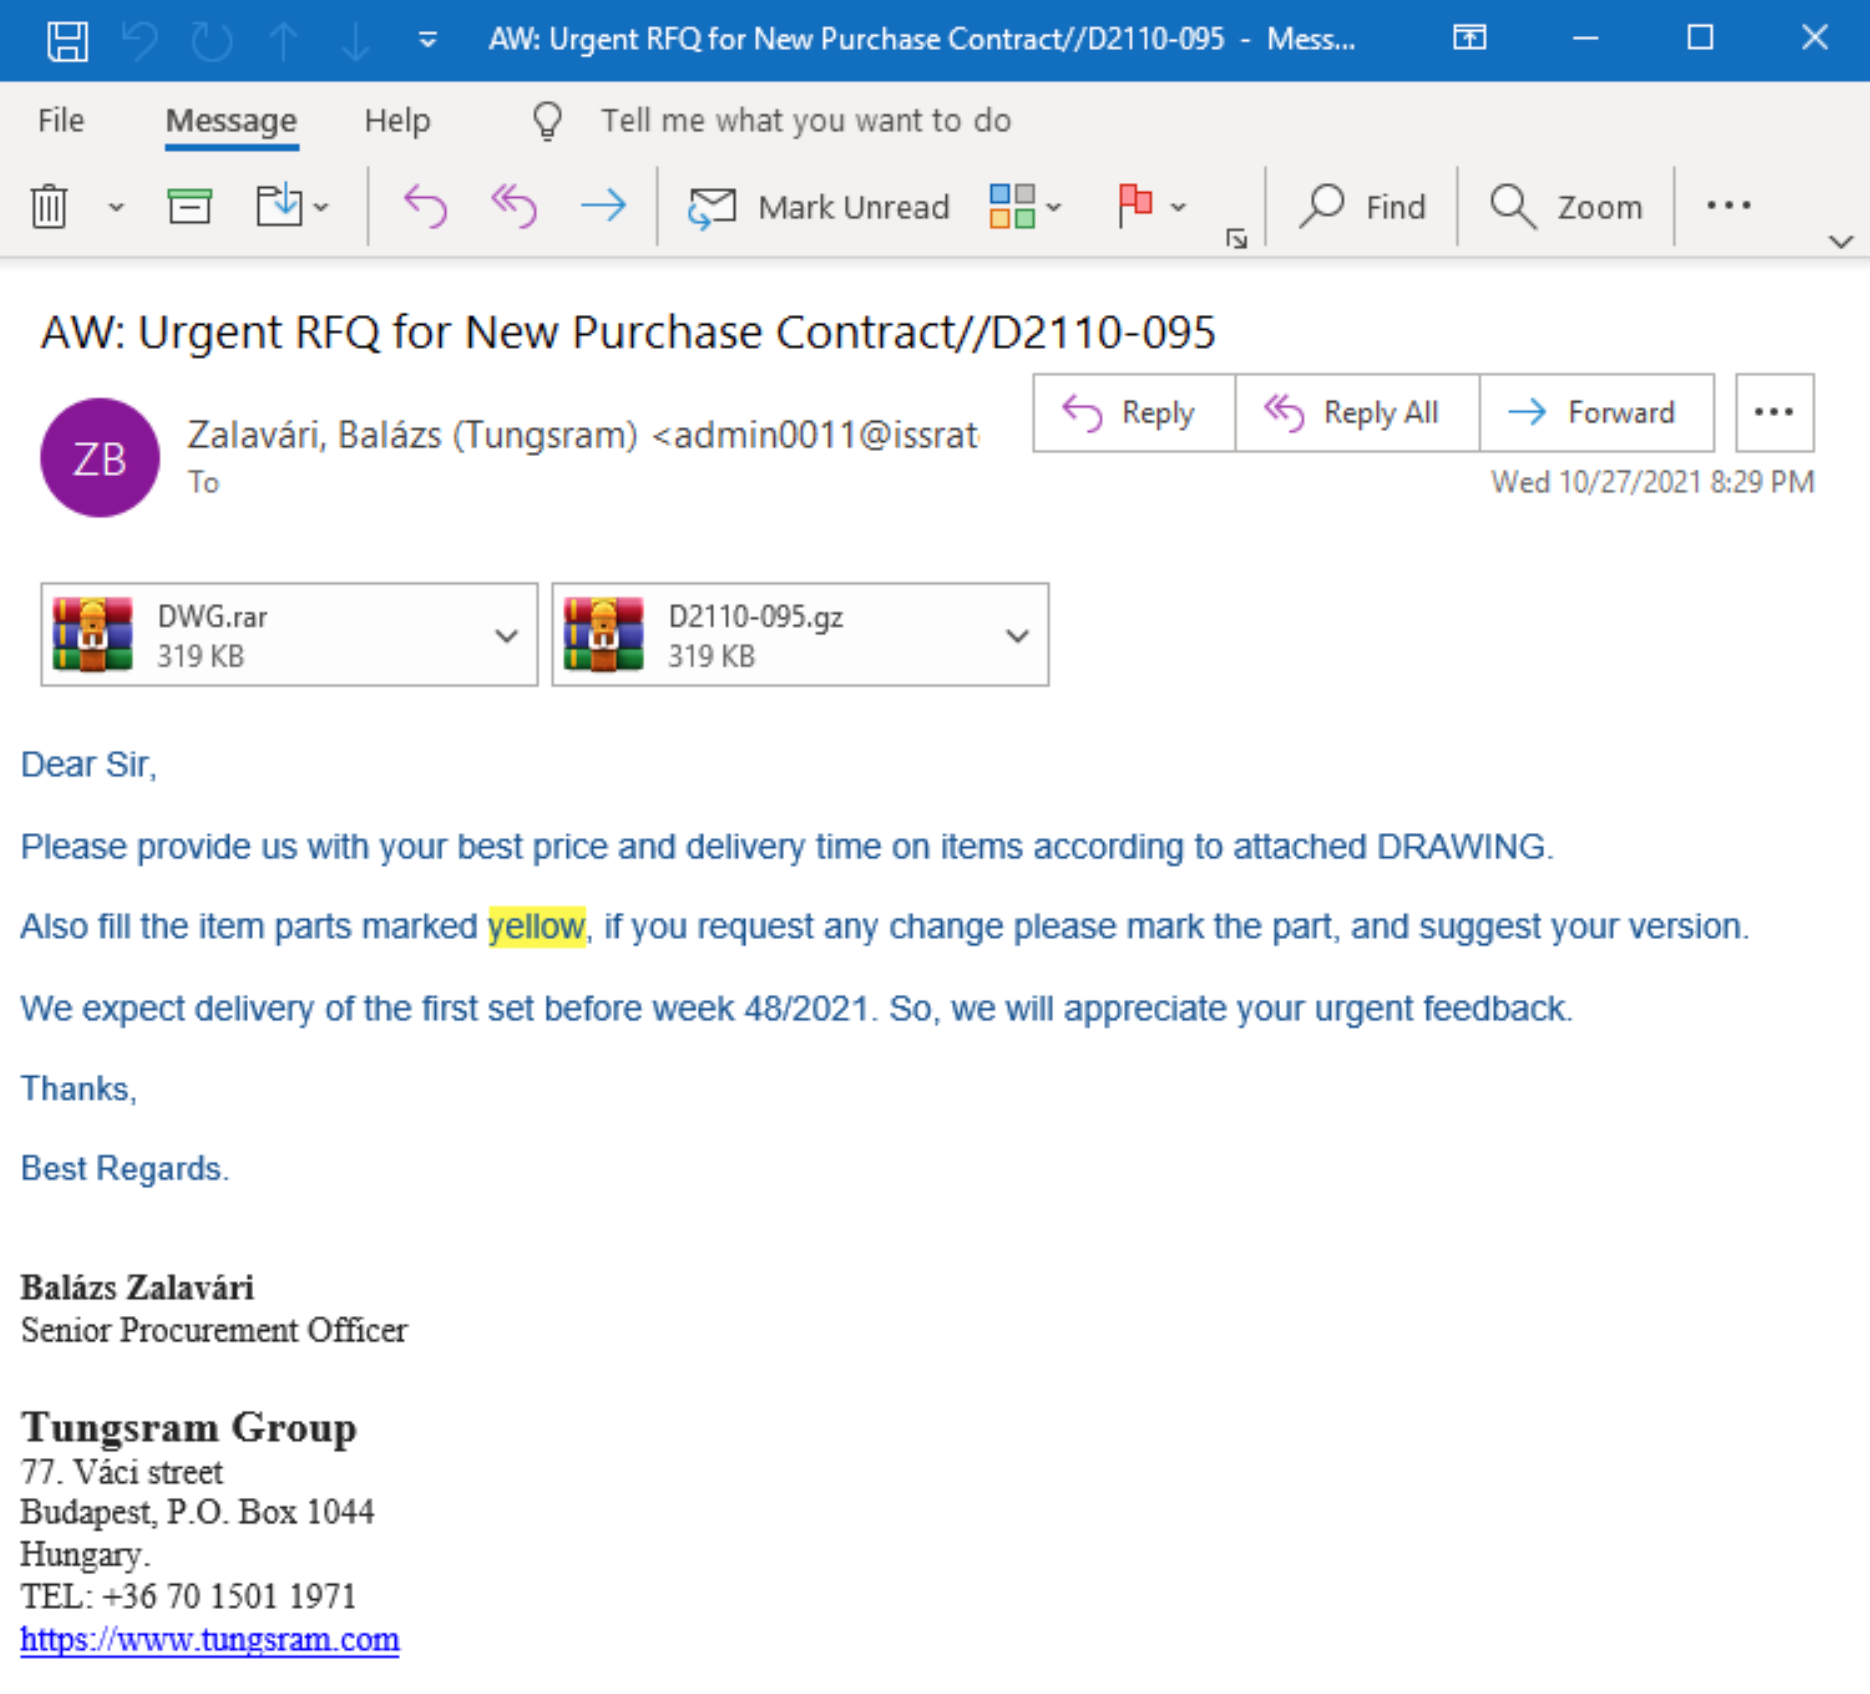 AW: Urgent RFQ for New Purchase Contract//D2110-095 - Mess...
File Message Help Tell me what you want to do
Mark Unread Find Zoom
AW: Urgent RFQ for New Purchase Contract//D2110-095
Reply Reply All Forward
ZB Zalavári, Balázs (Tungsram) <admin0011@issrat
To
Wed 10/27/2021 8:29 PM
DWG.rar
319 KB
D2110-095.gz
319 KB
Dear Sir,
Please provide us with your best price and delivery time on items according to attached DRAWING.
Also fill the item parts marked yellow, if you request any change please mark the part, and suggest your version.
We expect delivery of the first set before week 48/2021. So, we will appreciate your urgent feedback.
Thanks,
Best Regards.
Balázs Zalavári
Senior Procurement Officer
Tungsram Group
77. Váci street
Budapest, P.O. Box 1044
Hungary.
TEL: +36 70 1501 1971
https://www.tungsram.com